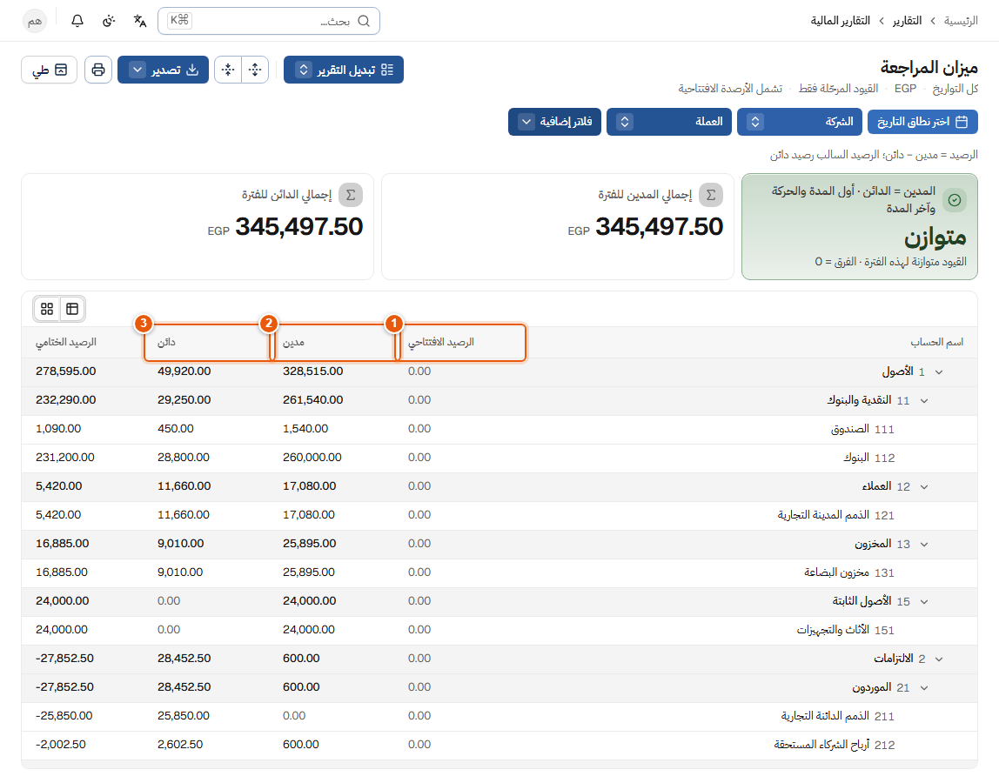 الرئيسية > التقارير > التقارير المالية
بحث... ⌘K
هم
ميزان المراجعة
كل التواريخ · EGP · القيود المرحّلة فقط · تشمل الأرصدة الافتتاحية
تبديل التقرير
تصدير
طي
اختر نطاق التاريخ
الشركة
العملة
فلاتر إضافية
الرصيد = مدين − دائن؛ الرصيد السالب رصيد دائن
المدين = الدائن · أول المدة والحركة
وآخر المدة
متوازن
القيود متوازنة لهذه الفترة · الفرق = 0
إجمالي المدين للفترة
345,497.50 EGP
إجمالي الدائن للفترة
345,497.50 EGP
1 2 3
اسم الحساب الرصيد الافتتاحي مدين دائن الرصيد الختامي
1 الأصول 0.00 328,515.00 49,920.00 278,595.00
11 النقدية والبنوك 0.00 261,540.00 29,250.00 232,290.00
111 الصندوق 0.00 1,540.00 450.00 1,090.00
112 البنوك 0.00 260,000.00 28,800.00 231,200.00
12 العملاء 0.00 17,080.00 11,660.00 5,420.00
121 الذمم المدينة التجارية 0.00 17,080.00 11,660.00 5,420.00
13 المخزون 0.00 25,895.00 9,010.00 16,885.00
131 مخزون البضاعة 0.00 25,895.00 9,010.00 16,885.00
15 الأصول الثابتة 0.00 24,000.00 0.00 24,000.00
151 الأثاث والتجهيزات 0.00 24,000.00 0.00 24,000.00
2 الالتزامات 0.00 600.00 28,452.50 -27,852.50
21 الموردون 0.00 600.00 28,452.50 -27,852.50
211 الذمم الدائنة التجارية 0.00 0.00 25,850.00 -25,850.00
212 أرباح الشركاء المستحقة 0.00 600.00 2,602.50 -2,002.50